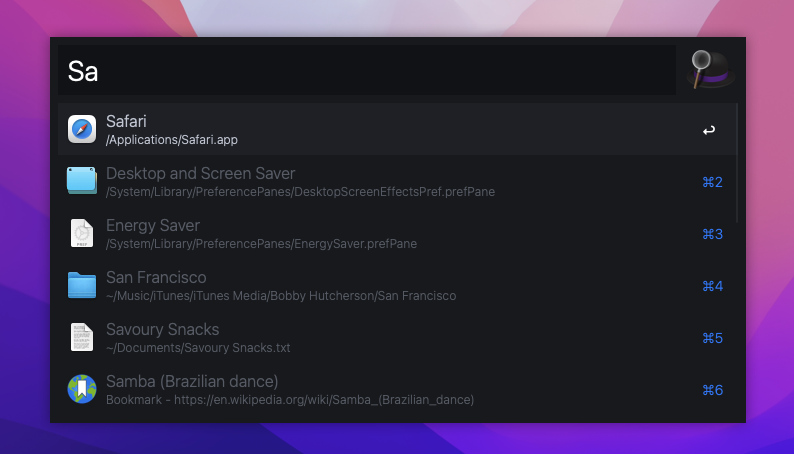 Sa
Safari
/Applications/Safari.app
↩
Desktop and Screen Saver
/System/Library/PreferencePanes/DesktopScreenEffectsPref.prefPane
⌘2
Energy Saver
/System/Library/PreferencePanes/EnergySaver.prefPane
⌘3
San Francisco
~/Music/iTunes/iTunes Media/Bobby Hutcherson/San Francisco
⌘4
Savoury Snacks
~/Documents/Savoury Snacks.txt
⌘5
Samba (Brazilian dance)
Bookmark - https://en.wikipedia.org/wiki/Samba_(Brazilian_dance)
⌘6